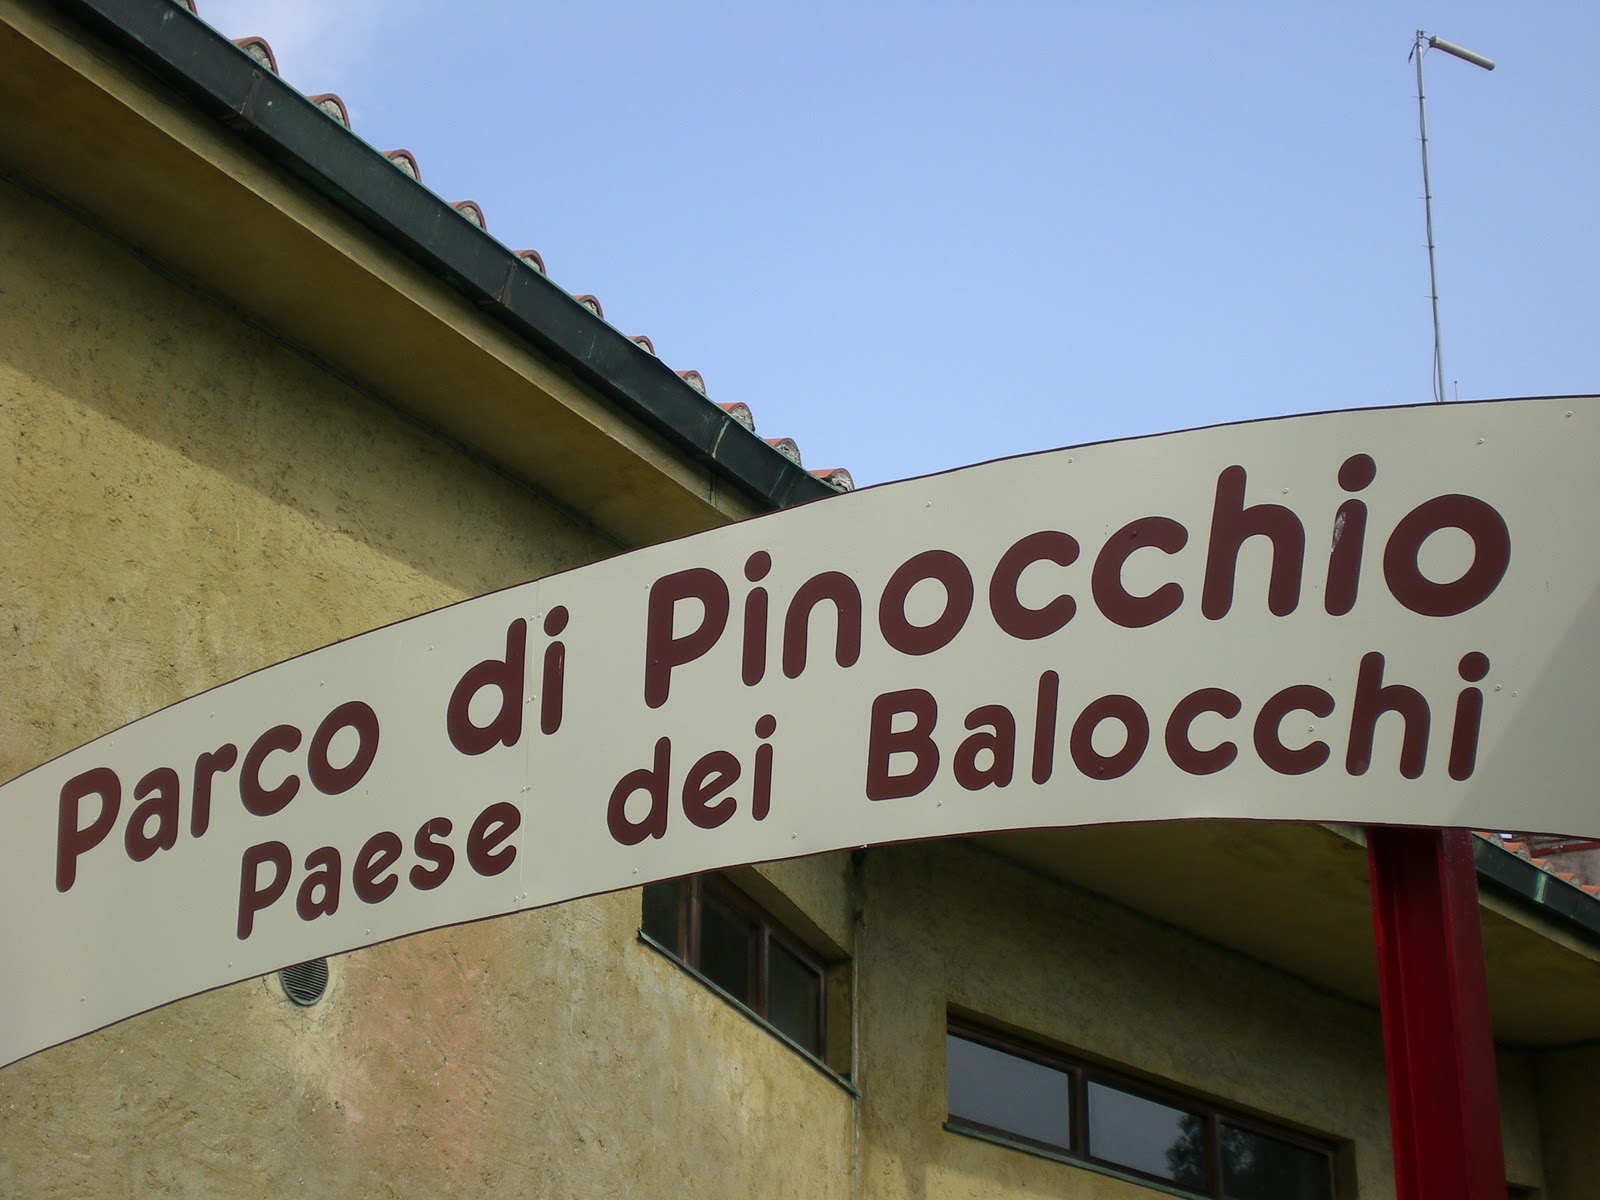 Parco di Pinocchio
Paese dei Balocchi